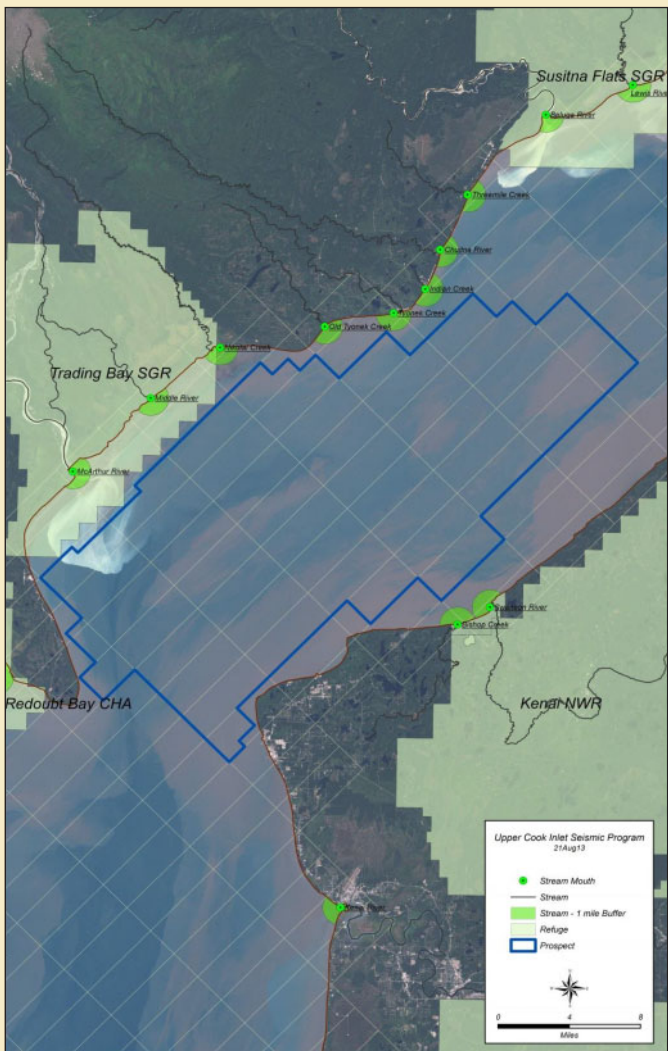 Susitna Flats SGR
Lewis River
Beluga River
Threemile Creek
Chuitna River
Indian Creek
Tyonek Creek
Old Tyonek Creek
Nikolai Creek
Trading Bay SGR
Middle River
McArthur River
Swanson River
Bishop Creek
Redoubt Bay CHA
Kenai NWR
Kenai River
Upper Cook Inlet Seismic Program
21Aug13
Stream Mouth
Stream
Stream - 1 mile Buffer
Refuge
Prospect
0 4 8
Miles